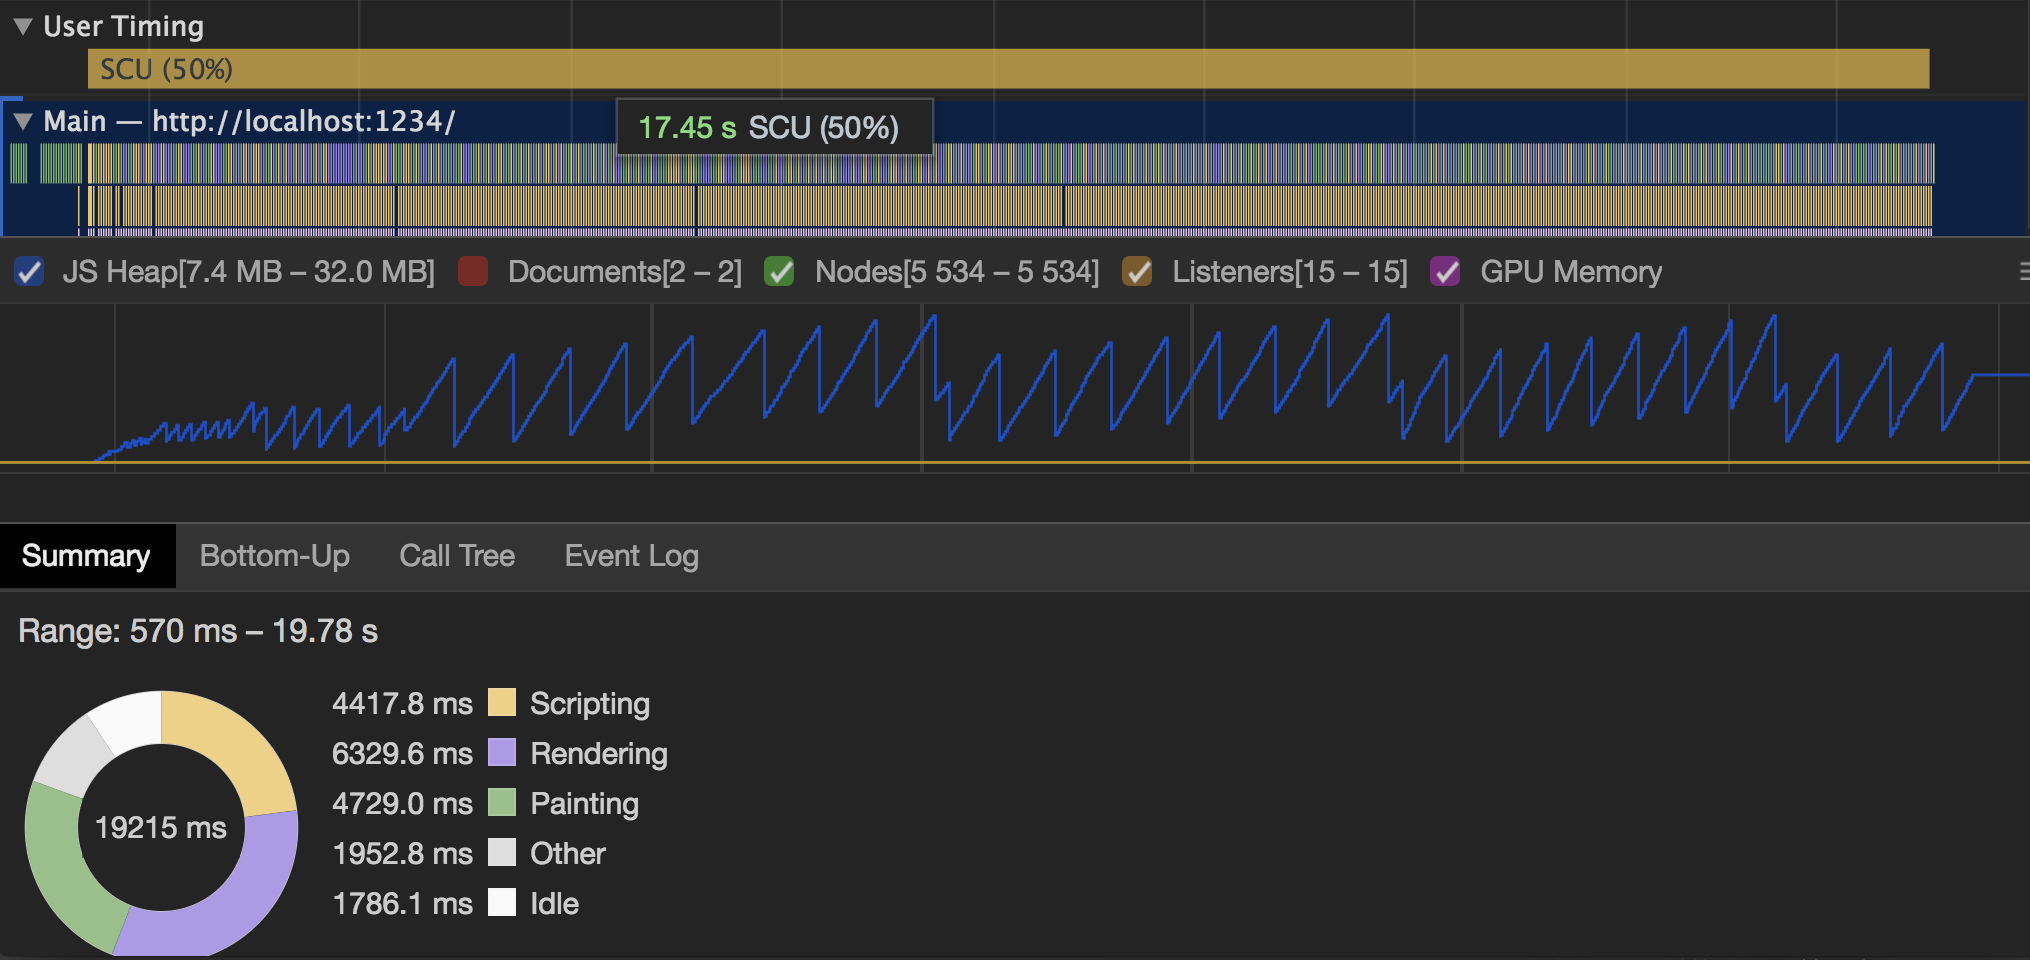 User Timing
SCU (50%)
Main — http://localhost:1234/
17.45 s SCU (50%)
JS Heap[7.4 MB – 32.0 MB] Documents[2 – 2] Nodes[5 534 – 5 534] Listeners[15 – 15] GPU Memory
Summary Bottom-Up Call Tree Event Log
Range: 570 ms – 19.78 s
4417.8 ms Scripting
6329.6 ms Rendering
4729.0 ms Painting
19215 ms
1952.8 ms Other
1786.1 ms Idle